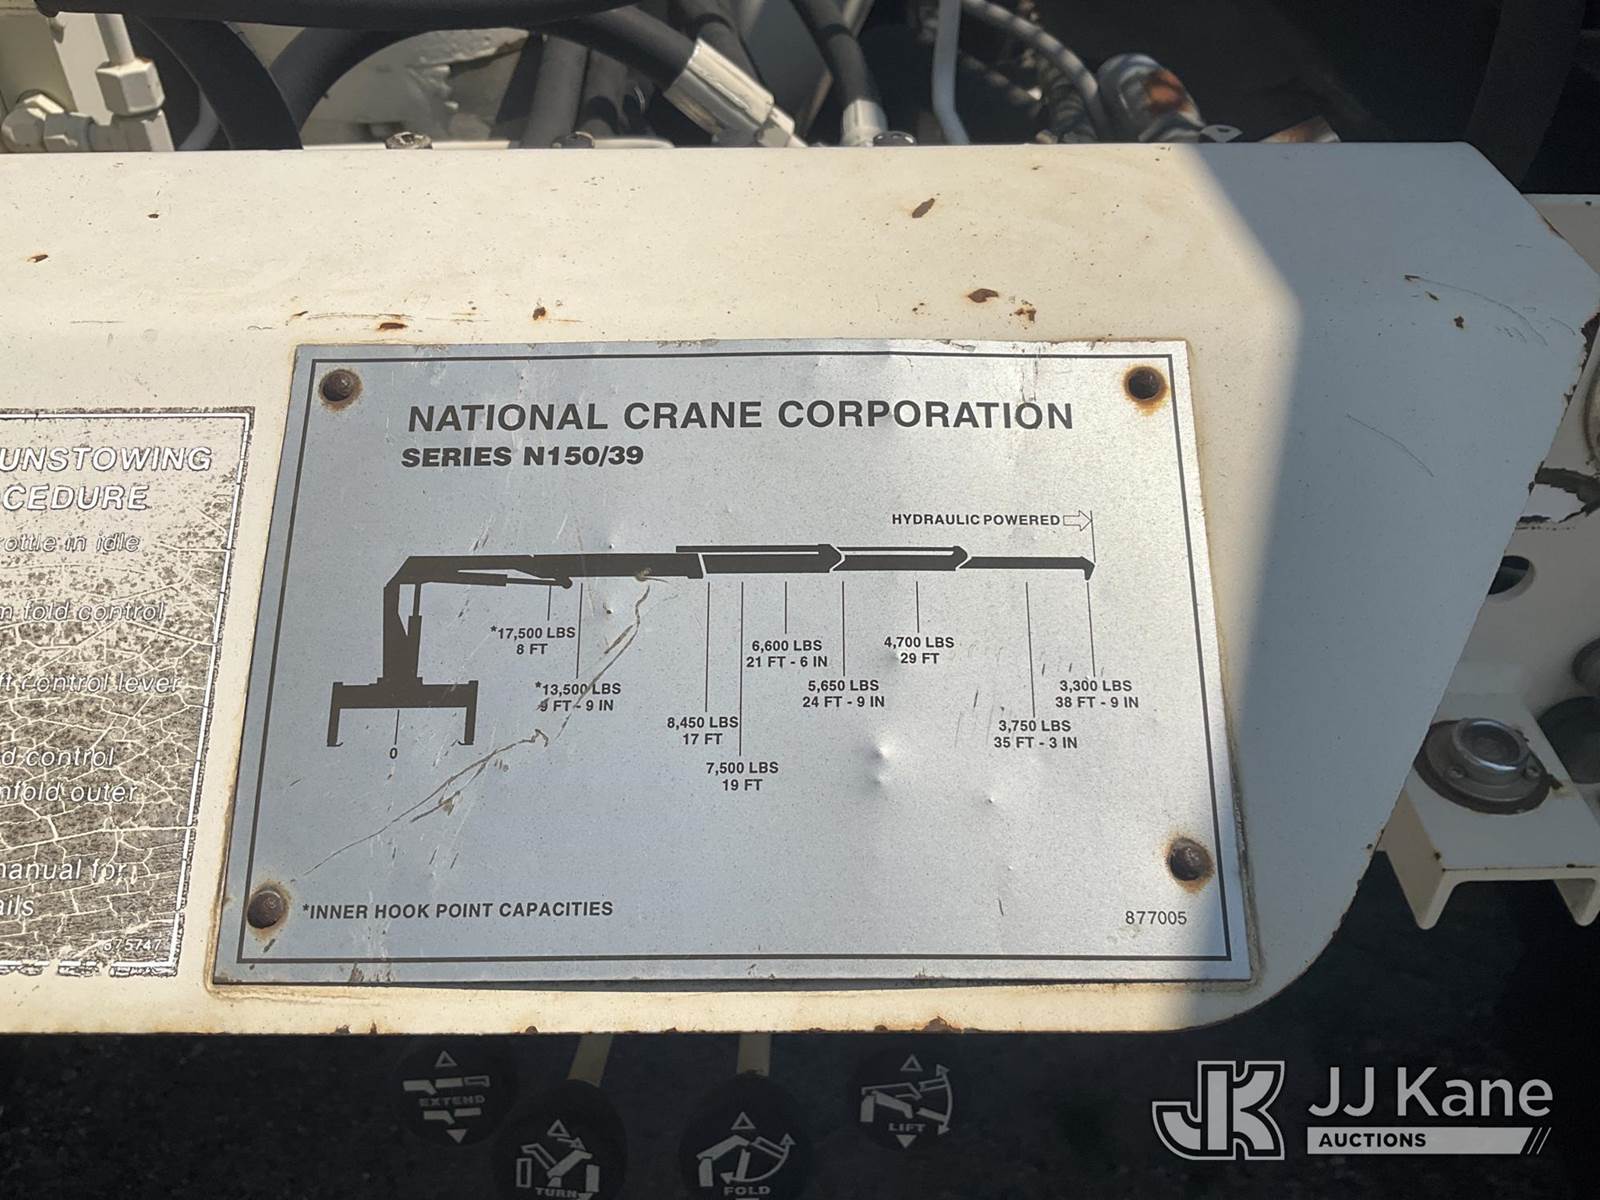 NATIONAL CRANE CORPORATION
SERIES N150/39
HYDRAULIC POWERED
*17,500 LBS
8 FT
*13,500 LBS
9 FT - 9 IN
8,450 LBS
17 FT
7,500 LBS
19 FT
6,600 LBS
21 FT - 6 IN
5,650 LBS
24 FT - 9 IN
4,700 LBS
29 FT
3,750 LBS
35 FT - 3 IN
3,300 LBS
38 FT - 9 IN
0
*INNER HOOK POINT CAPACITIES
877005
UNSTOWING
in idle
fold control
control lever
control
outer
manual for
875747
EXTEND
TURN
FOLD
LIFT
JK JJ Kane
AUCTIONS